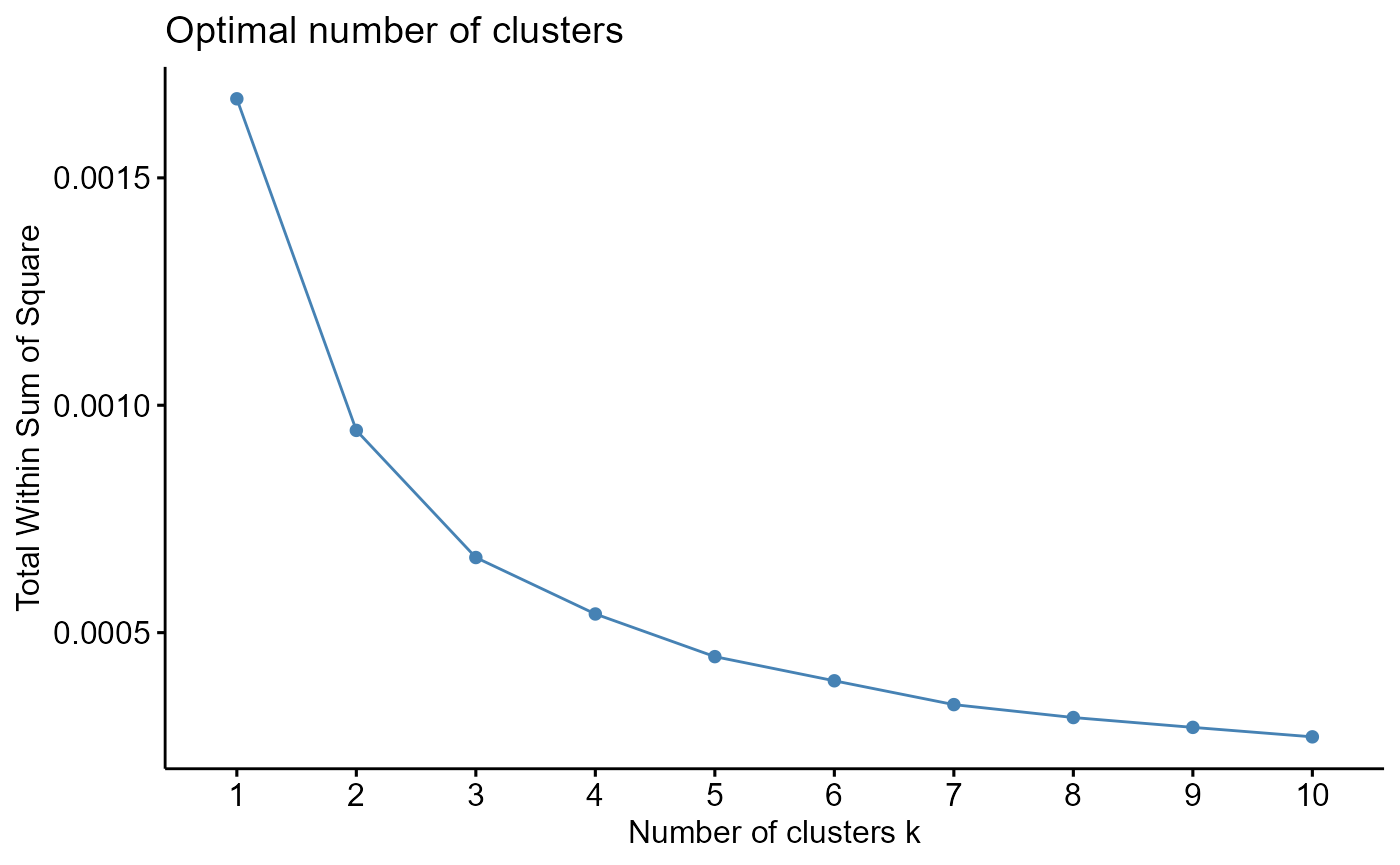 Optimal number of clusters
Total Within Sum of Square
0.0015
0.0010
0.0005
1 2 3 4 5 6 7 8 9 10
Number of clusters k